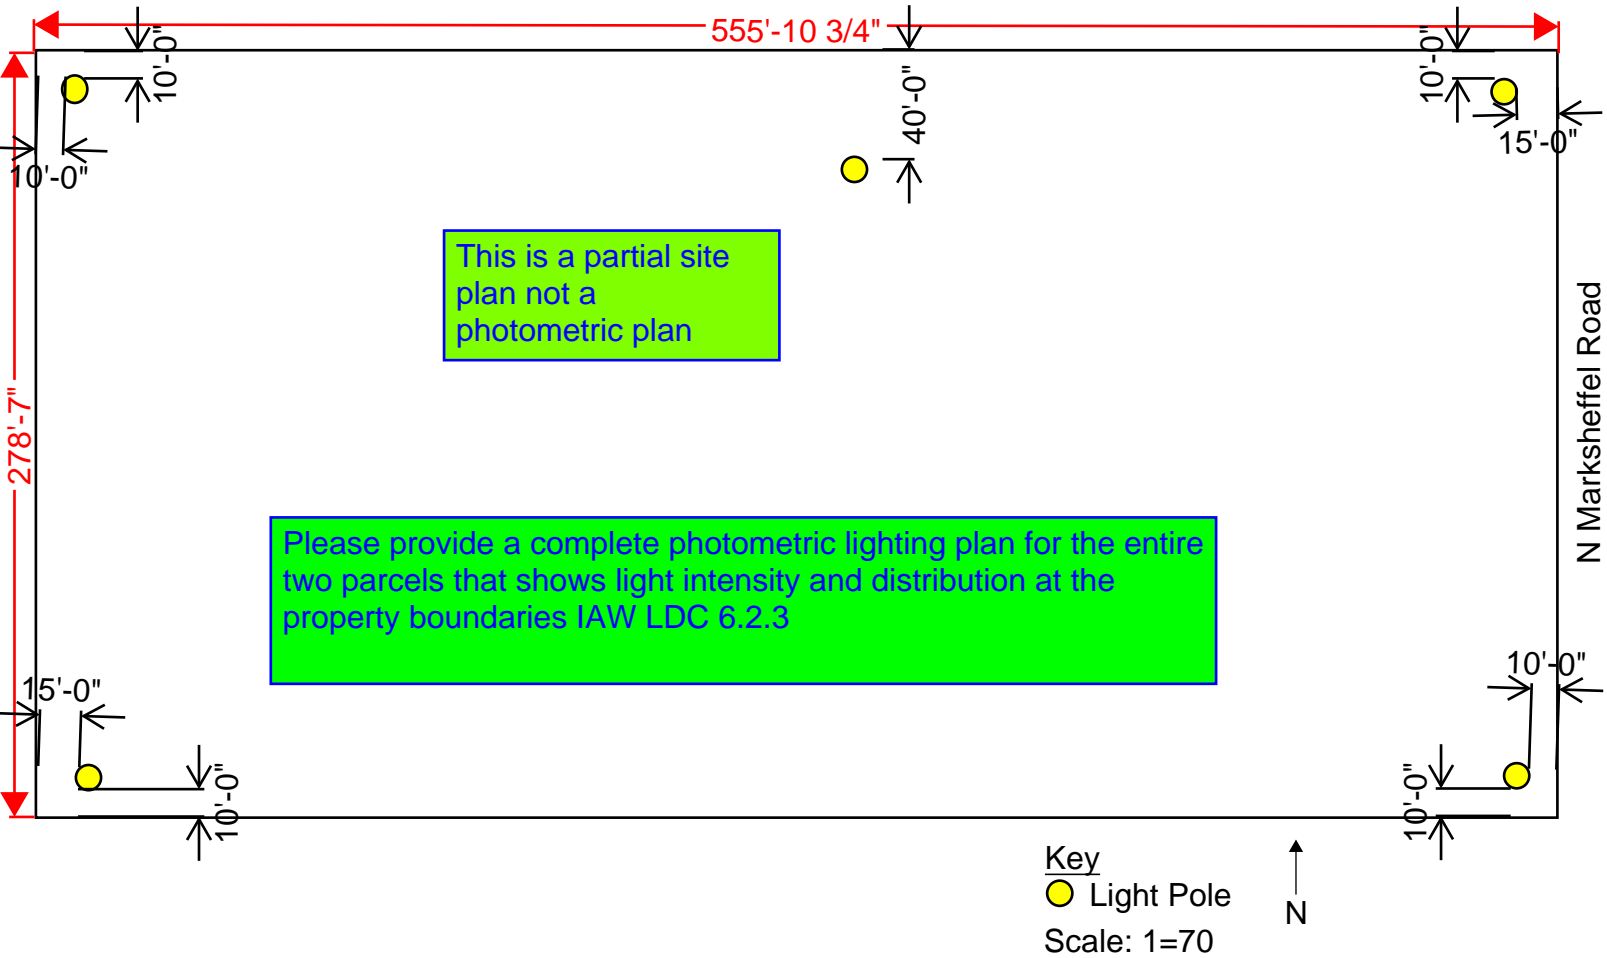 555'-10 3/4"
10'-0"
40'-0"
10'-0"
10'-0"
15'-0"
This is a partial site
plan not a
photometric plan
278'-7"
N Marksheffel Road
Please provide a complete photometric lighting plan for the entire
two parcels that shows light intensity and distribution at the
property boundaries IAW LDC 6.2.3
15'-0"
10'-0"
10'-0"
10'-0"
Key
Light Pole
N
Scale: 1=70